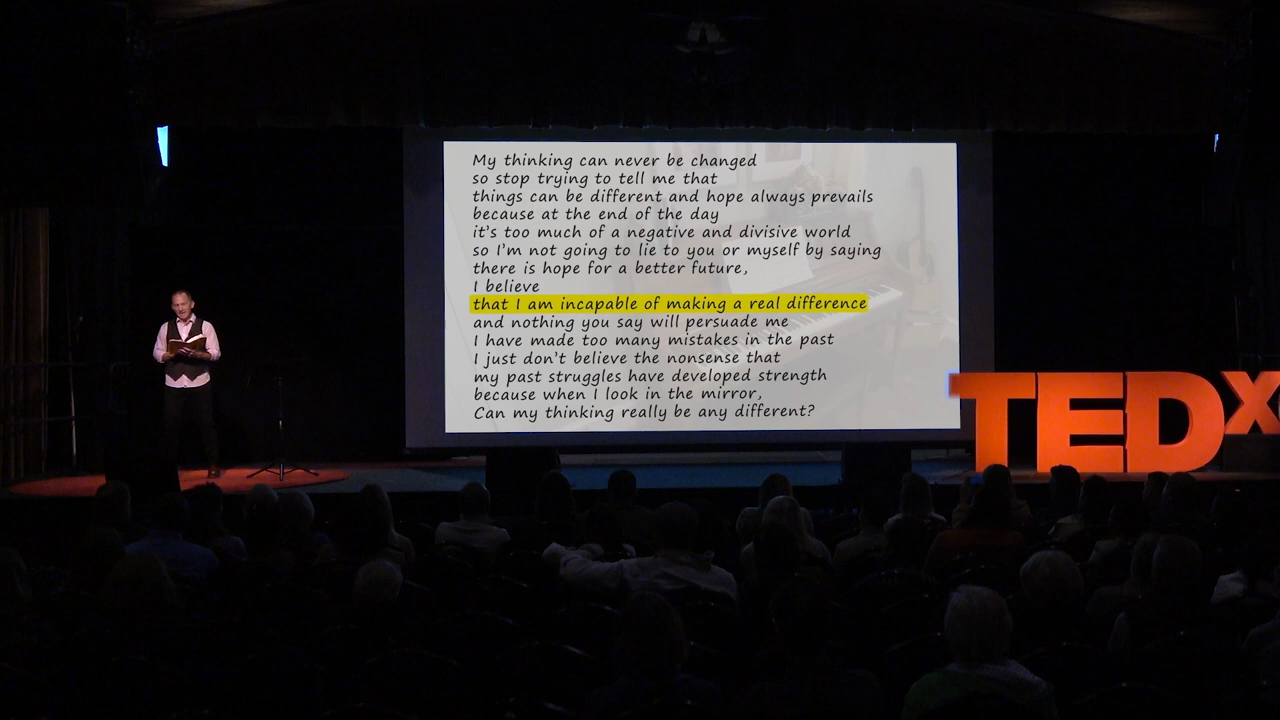 My thinking can never be changed
so stop trying to tell me that
things can be different and hope always prevails
because at the end of the day
it's too much of a negative and divisive world
so I'm not going to lie to you or myself by saying
there is hope for a better future,
I believe
that I am incapable of making a real difference
and nothing you say will persuade me
I have made too many mistakes in the past
I just don't believe the nonsense that
my past struggles have developed strength
because when I look in the mirror,
Can my thinking really be any different?
TEDx